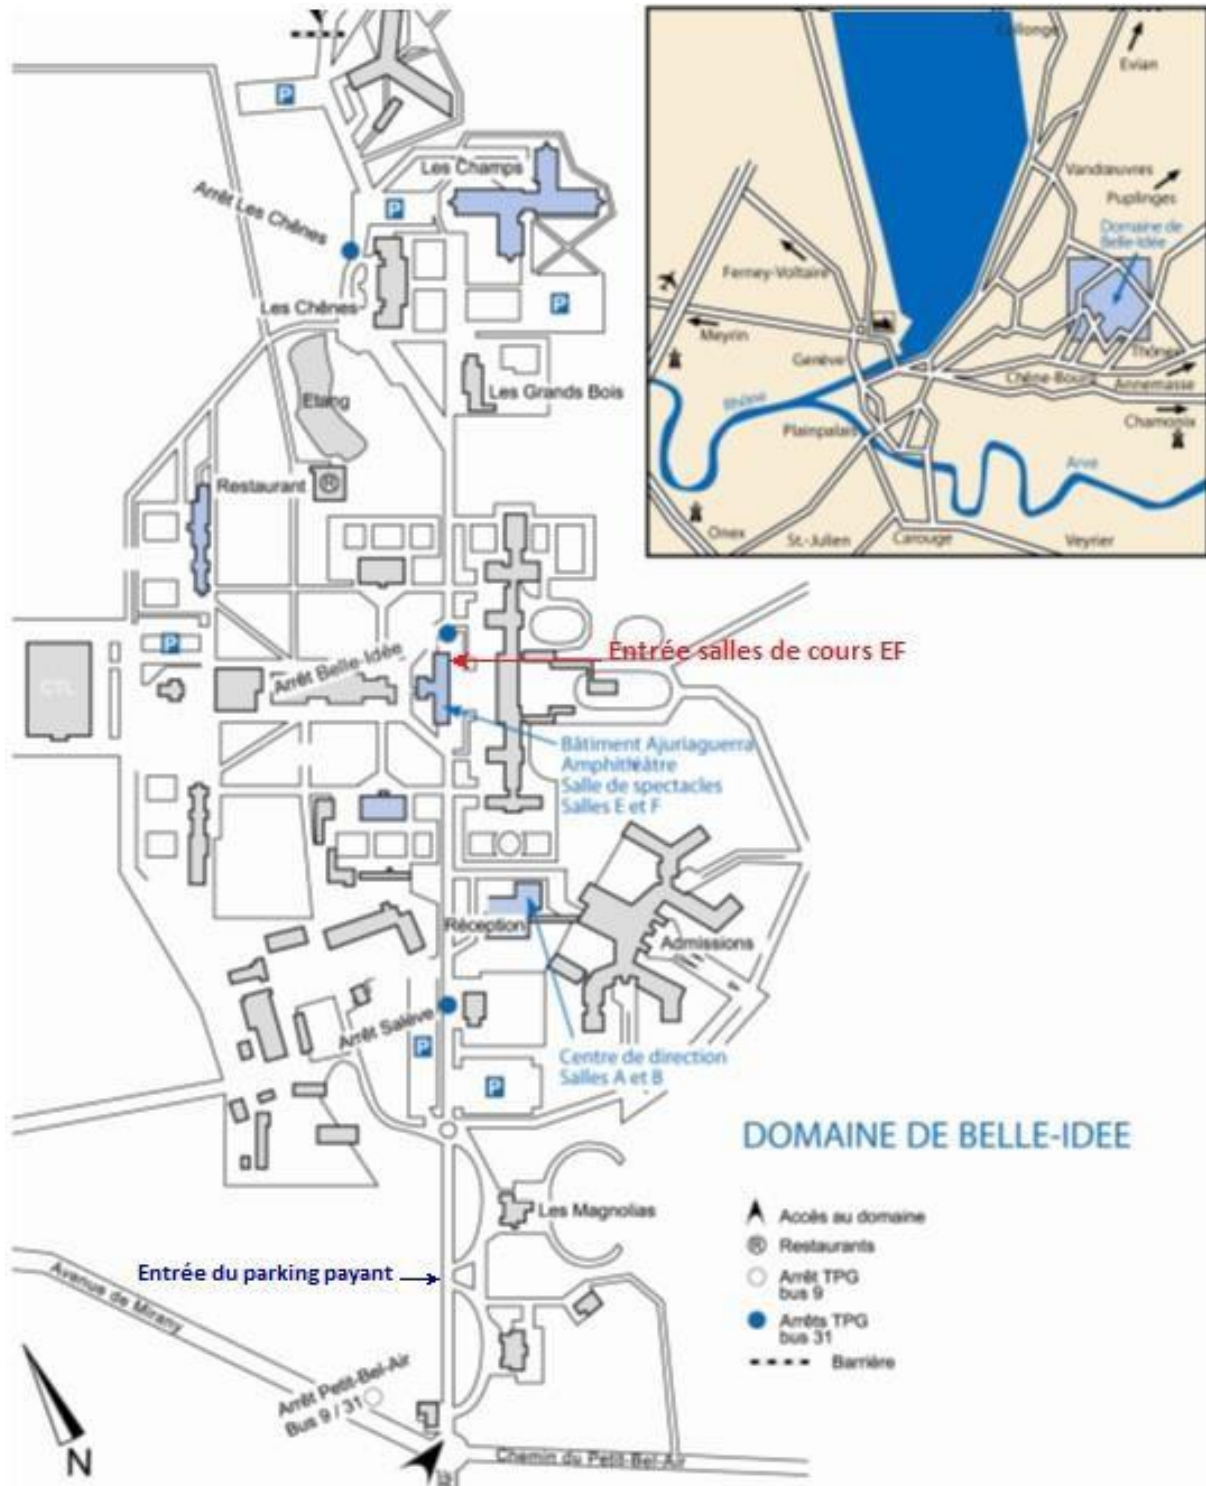 P
Les Champs
Arrêt Les Chênes
P
Les Chênes
P
Etang
Les Grands Bois
Restaurant
R
P
Arrêt Belle-Idée
Entrée salles de cours EF
CTL
Bâtiment Ajuriaguerra
Amphithéâtre
Salle de spectacles
Salles E et F
Réception
Admissions
Arrêt Salève
P
P
Centre de direction
Salles A et B
Les Magnolias
Entrée du parking payant
Avenue de Mirany
Arrêt Petit-Bel-Air
Bus 9 / 31
Chemin du Petit-Bel-Air
N
Collonge
Evian
Vandœuvres
Puplinges
Domaine de
Belle-Idée
Ferney-Voltaire
Meyrin
Genève
Thônex
Chêne-Bourg
Annemasse
Rhône
Chamonix
Plainpalais
Arve
Onex
St.-Julien
Carouge
Veyrier
DOMAINE DE BELLE-IDEE
Accès au domaine
R Restaurants
Arrêt TPG
bus 9
Arrêts TPG
bus 31
Barrière